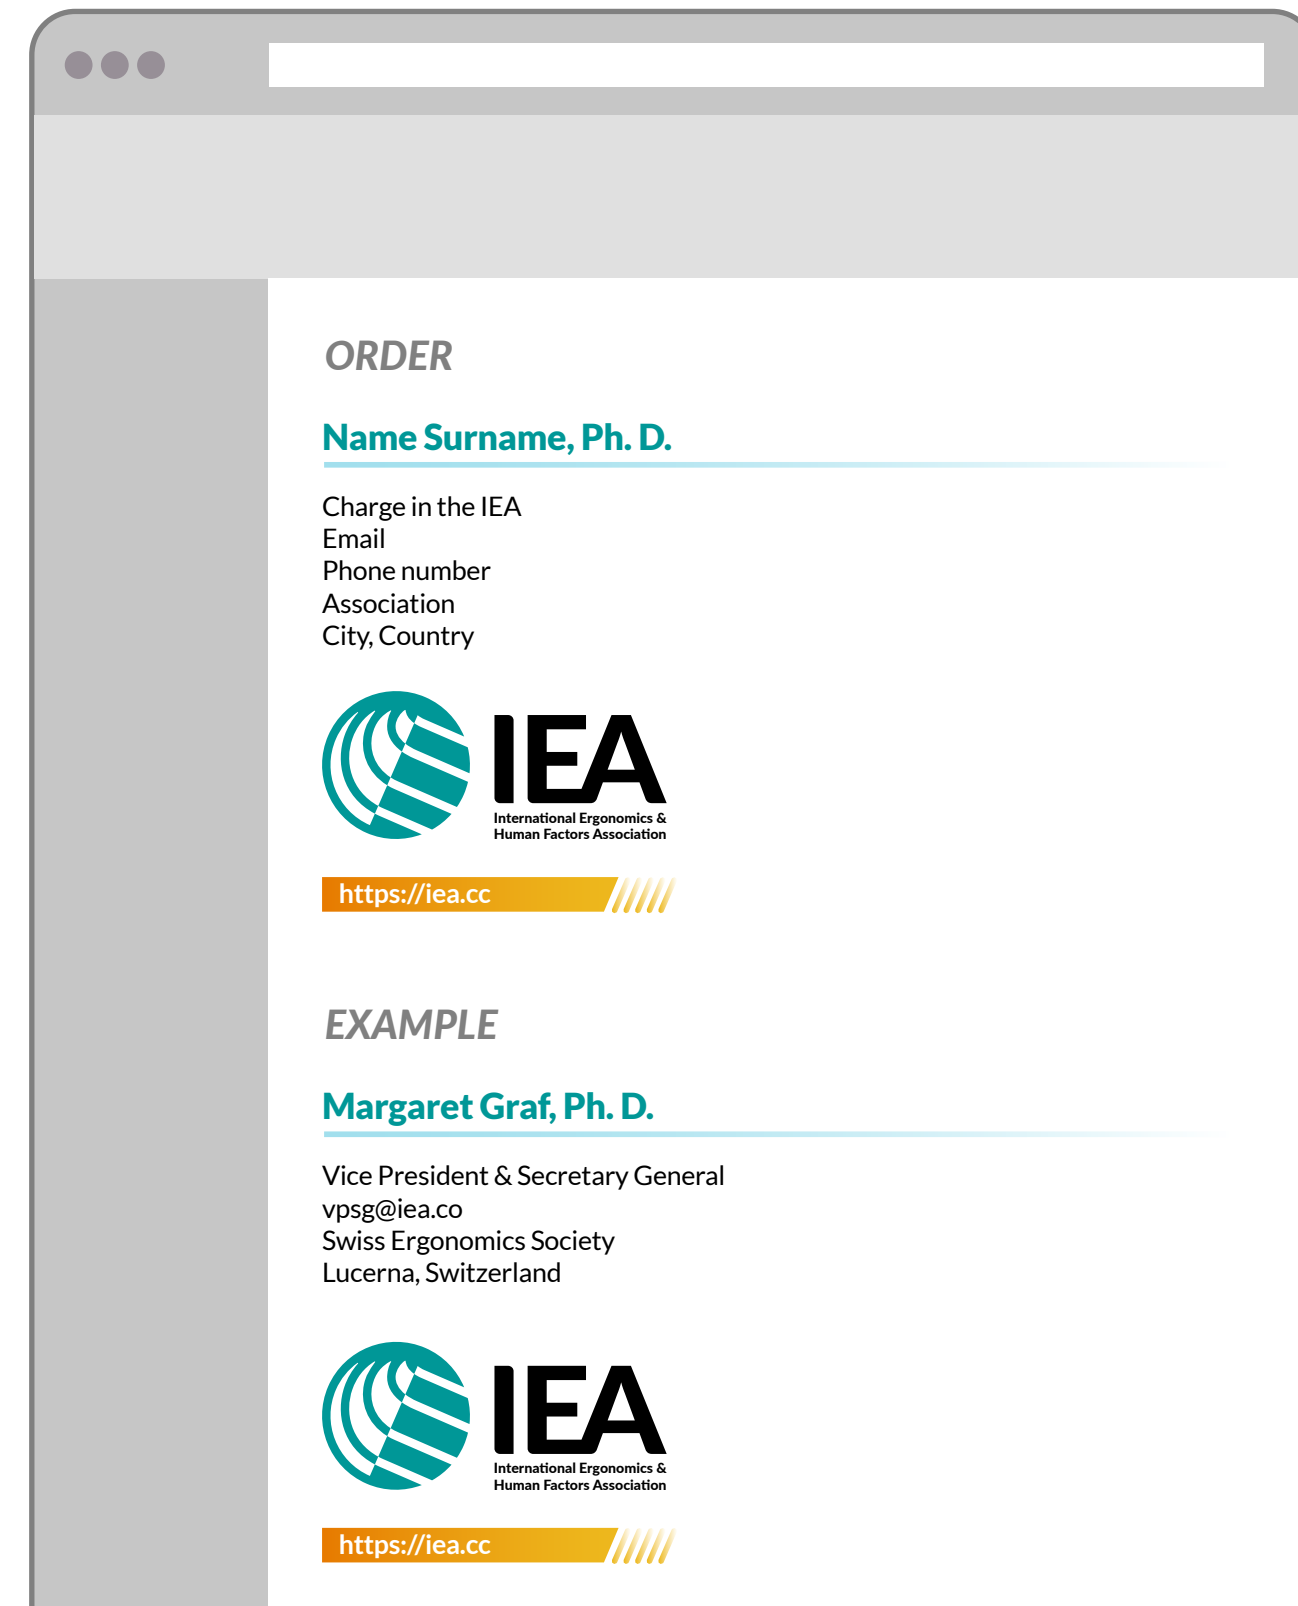 ORDER
Name Surname, Ph. D.
Charge in the IEA
Email
Phone number
Association
City, Country
IEA
International Ergonomics &
Human Factors Association
https://iea.cc
EXAMPLE
Margaret Graf, Ph. D.
Vice President & Secretary General
vpsg@iea.co
Swiss Ergonomics Society
Lucerna, Switzerland
IEA
International Ergonomics &
Human Factors Association
https://iea.cc